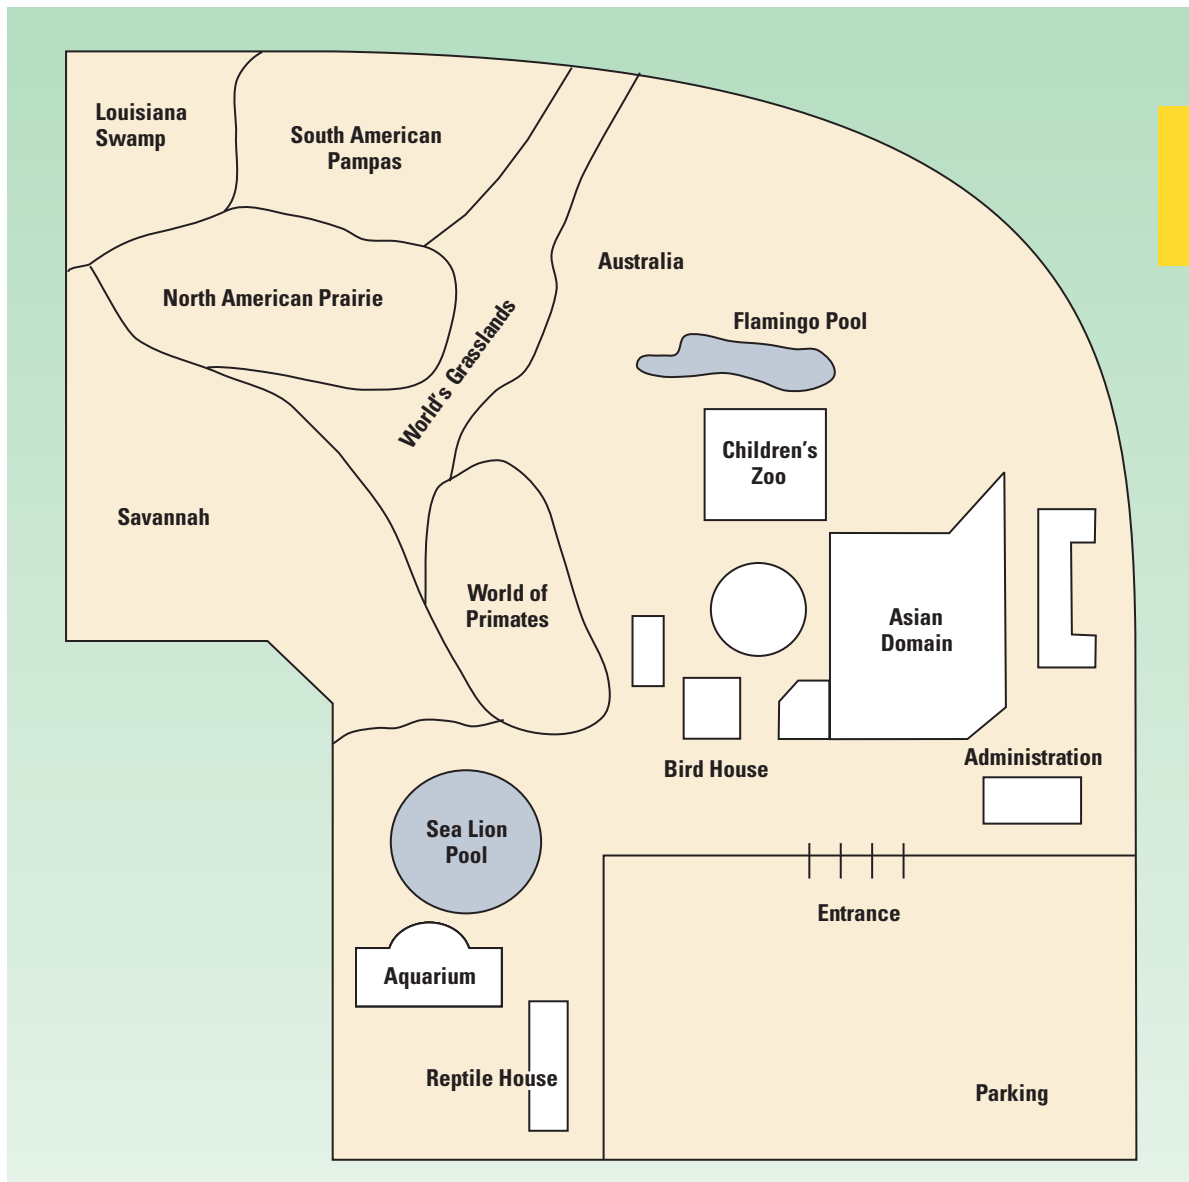 Louisiana
Swamp
South American
Pampas
Australia
North American Prairie
World's Grasslands
Flamingo Pool
Children's
Zoo
Savannah
World of
Primates
Asian
Domain
Administration
Bird House
Sea Lion
Pool
Entrance
Aquarium
Reptile House
Parking